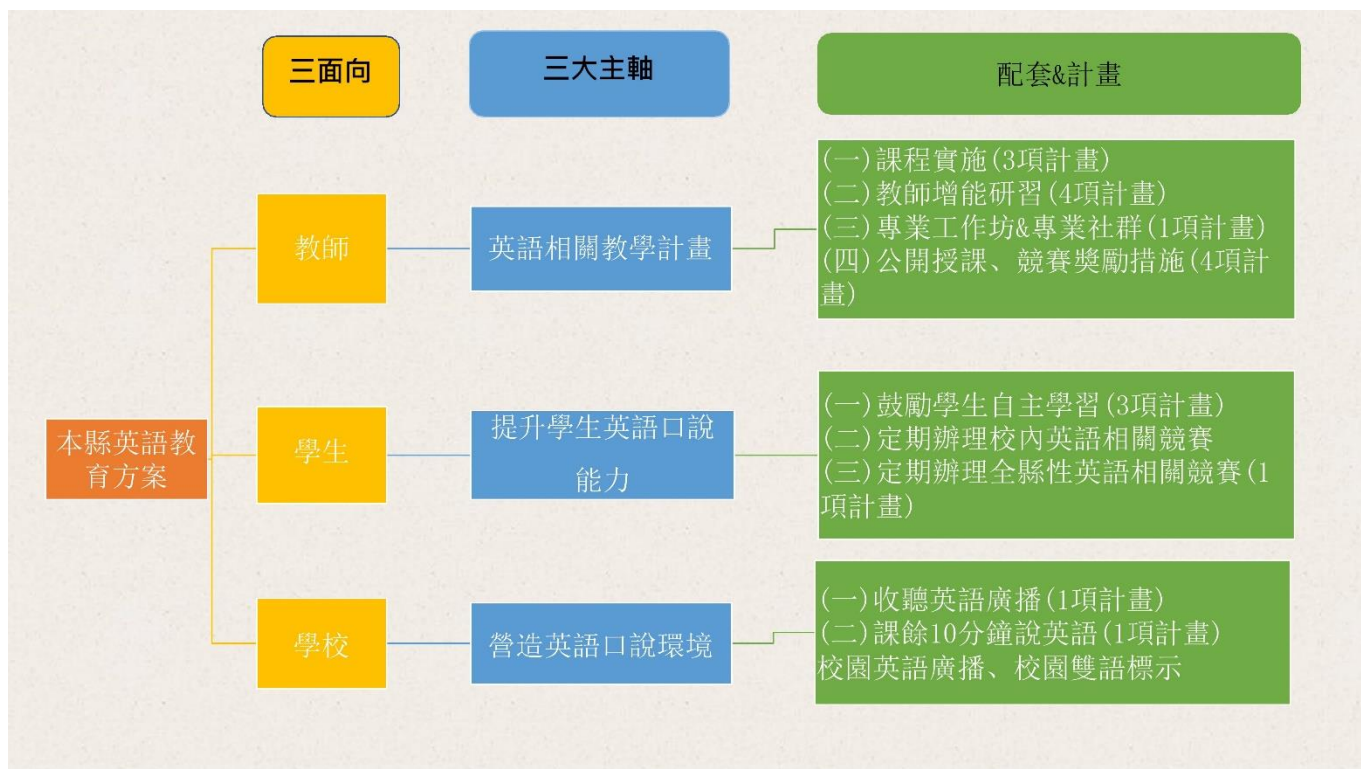 三面向
三大主軸
配套&計畫
本縣英語教
育方案
教師
英語相關教學計畫
(一)課程實施(3項計畫)
(二)教師增能研習(4項計畫)
(三)專業工作坊&專業社群(1項計畫)
(四)公開授課、競賽獎勵措施(4項計
畫)
學生
提升學生英語口說
能力
(一)鼓勵學生自主學習(3項計畫)
(二)定期辦理校內英語相關競賽
(三)定期辦理全縣性英語相關競賽(1
項計畫)
學校
營造英語口說環境
(一)收聽英語廣播(1項計畫)
(二)課餘10分鐘說英語(1項計畫)
校園英語廣播、校園雙語標示